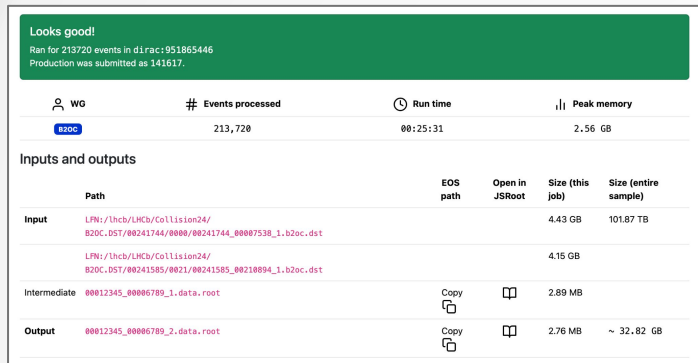 Looks good!
Ran for 213720 events in dirac:951865446
Production was submitted as 141617.
WG # Events processed Run time Peak memory
B2OC 213,720 00:25:31 2.56 GB
Inputs and outputs
Path EOS path Open in JSRoot Size (this job) Size (entire sample)
Input LFN:/lhcb/LHCb/Collision24/ 4.43 GB 101.87 TB
B2OC.DST/00241744/0000/00241744_00007538_1.b2oc.dst
LFN:/lhcb/LHCb/Collision24/ 4.15 GB
B2OC.DST/00241585/0021/00241585_00210894_1.b2oc.dst
Intermediate 00012345_00006789_1.data.root Copy 2.89 MB
Output 00012345_00006789_2.data.root Copy 2.76 MB ~ 32.82 GB